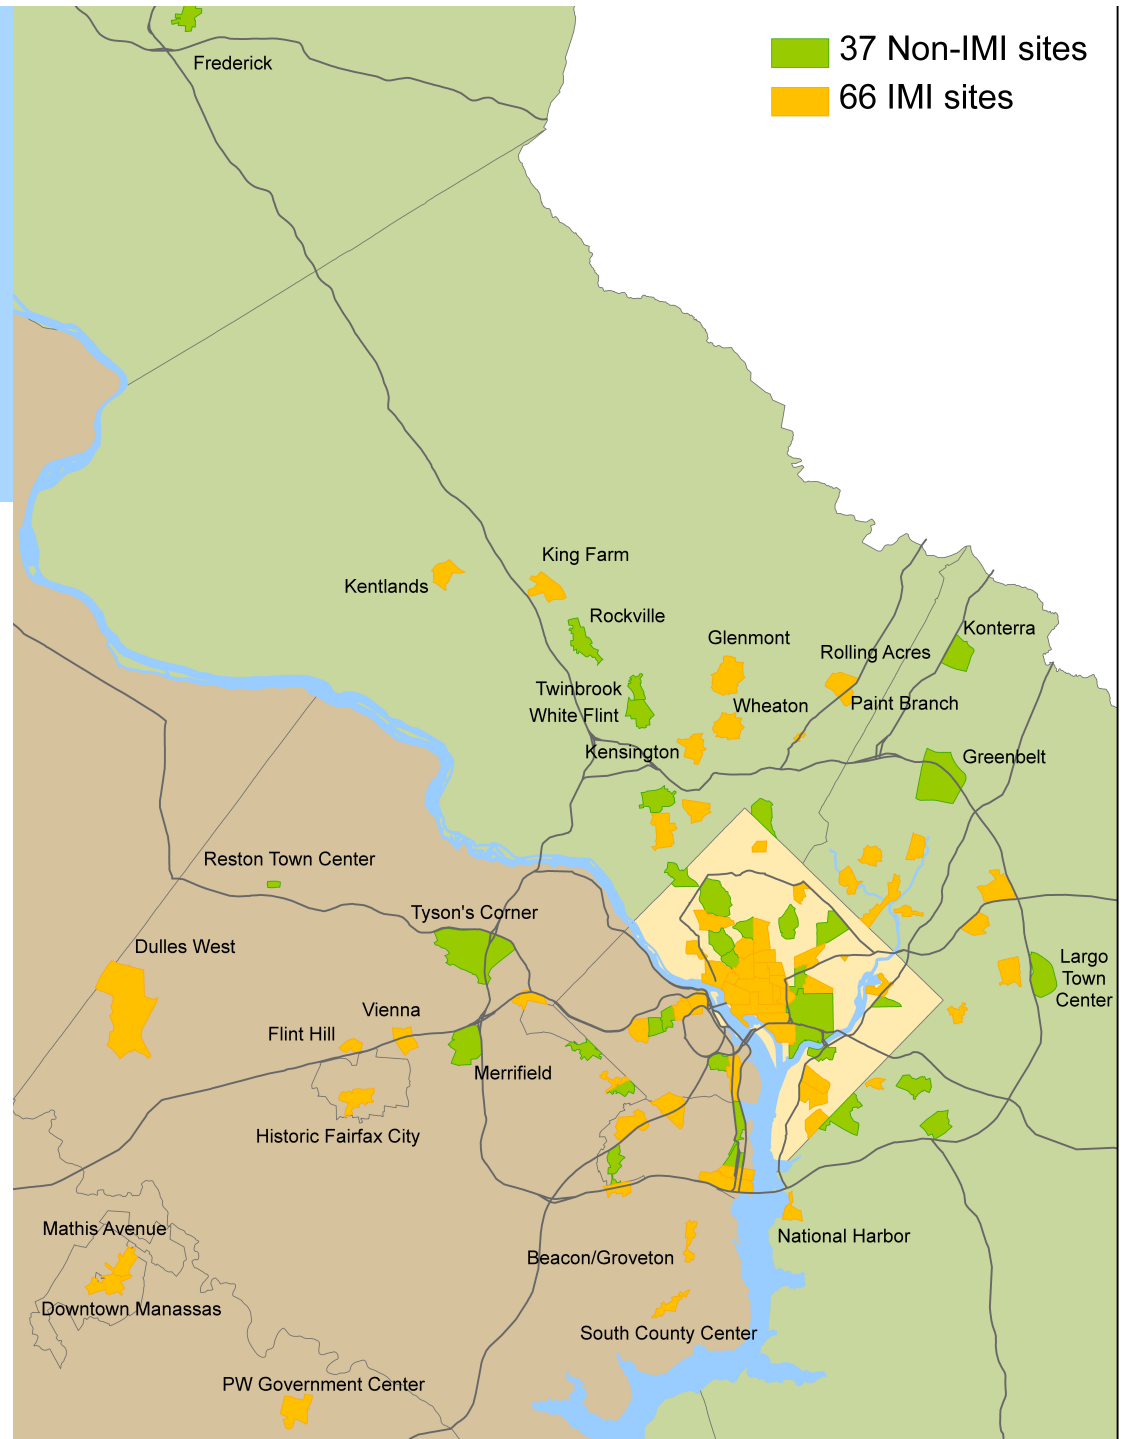 37 Non-IMI sites
66 IMI sites
Frederick
King Farm
Kentlands
Rockville
Glenmont
Konterra
Rolling Acres
Twinbrook
White Flint
Wheaton
Paint Branch
Kensington
Greenbelt
Reston Town Center
Tyson's Corner
Dulles West
Largo
Town
Center
Vienna
Flint Hill
Merrifield
Historic Fairfax City
Mathis Avenue
National Harbor
Beacon/Groveton
Downtown Manassas
South County Center
PW Government Center